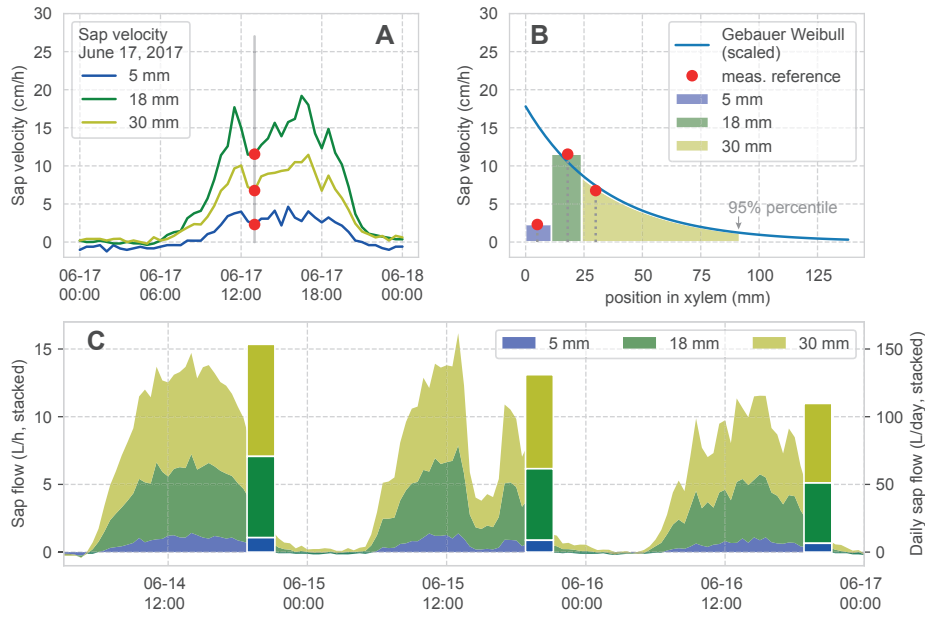 A
Sap velocity (cm/h)
30
25
20
15
10
5
0
Sap velocity
June 17, 2017
5 mm
18 mm
30 mm
06-17
00:00
06-17
06:00
06-17
12:00
06-17
18:00
06-18
00:00
B
Sap velocity (cm/h)
30
25
20
15
10
5
0
Gebauer Weibull
(scaled)
meas. reference
5 mm
18 mm
30 mm
95% percentile
0
25
50
75
100
125
position in xylem (mm)
C
Sap flow (L/h, stacked)
15
10
5
0
5 mm
18 mm
30 mm
150
100
50
0
Daily sap flow (L/day, stacked)
06-14
12:00
06-15
00:00
06-15
12:00
06-16
00:00
06-16
12:00
06-17
00:00